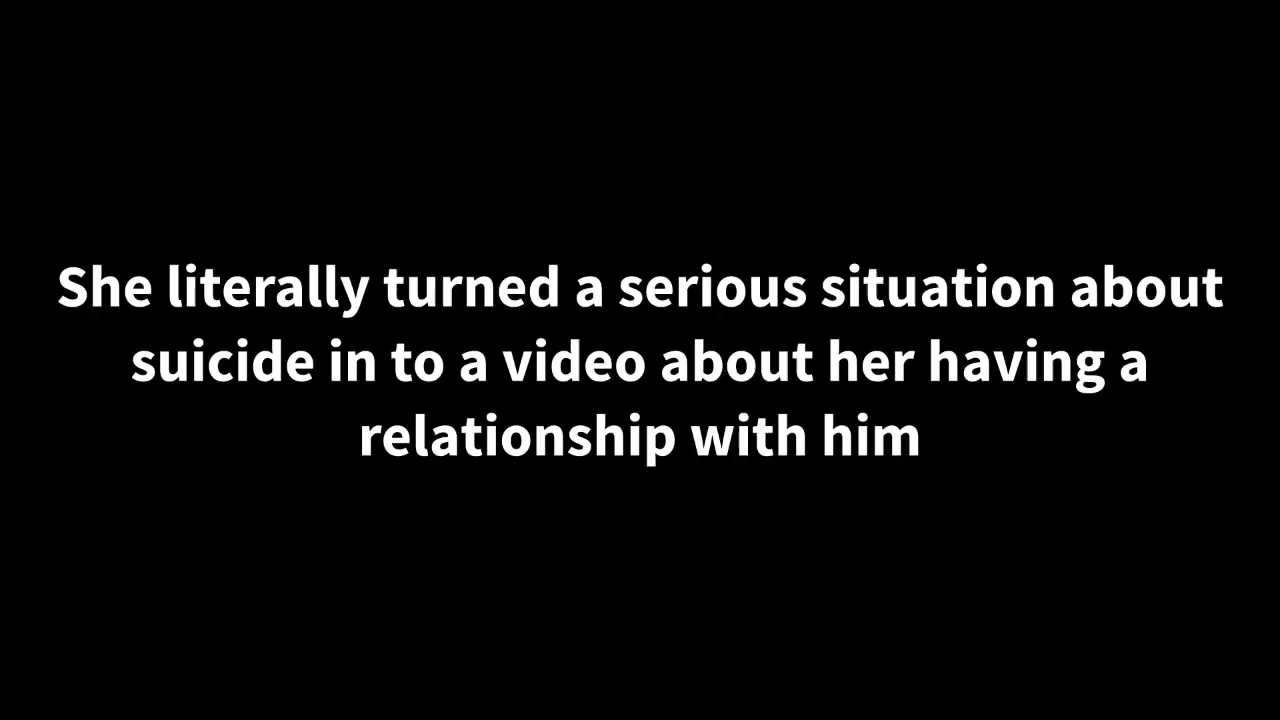 She literally turned a serious situation about
suicide in to a video about her having a
relationship with him